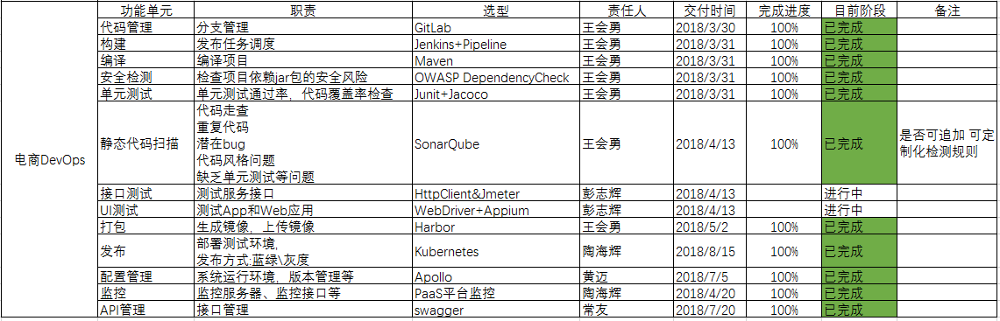 功能单元 职责 选型 责任人 交付时间 完成进度 目前阶段 备注
电商DevOps
代码管理 分支管理 GitLab 王会勇 2018/3/30 100% 已完成
构建 发布任务调度 Jenkins+Pipeline 王会勇 2018/3/31 100% 已完成
编译 编译项目 Maven 王会勇 2018/3/31 100% 已完成
安全检测 检查项目依赖jar包的安全风险 OWASP DependencyCheck 王会勇 2018/3/31 100% 已完成
单元测试 单元测试通过率，代码覆盖率检查 Junit+Jacoco 王会勇 2018/3/31 100% 已完成
静态代码扫描
代码走查
重复代码
潜在bug
代码风格问题
缺乏单元测试等问题
SonarQube 王会勇 2018/4/13 100% 已完成
是否可追加 可定
制化检测规则
接口测试 测试服务接口 HttpClient&Jmeter 彭志辉 2018/4/13 进行中
UI测试 测试App和Web应用 WebDriver+Appium 彭志辉 2018/4/13 进行中
打包 生成镜像，上传镜像 Harbor 王会勇 2018/5/2 100% 已完成
发布
部署测试环境,
发布方式:蓝绿\灰度
Kubernetes 陶海辉 2018/8/15 100% 已完成
配置管理 系统运行环境，版本管理等 Apollo 黄迈 2018/7/5 100% 已完成
监控 监控服务器、监控接口等 PaaS平台监控 陶海辉 2018/4/20 100% 已完成
API管理 接口管理 swagger 常友 2018/7/20 100% 已完成